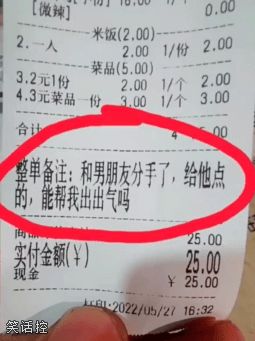 [微辣]
0.00
米饭(2.00)
2.一人 2.00 1/份 2.00
菜品(5.00)
3.2元1份 2.00 1/个 2.00
4.3元菜品一份 3.00 1/个 3.00
合计
整单备注：和男朋友分手了，给他点
的，能帮我出出气吗
25.00
实付金额(￥) 25.00
现金 ￥ 25.00
打印:2022/05/27 16:32
笑话控